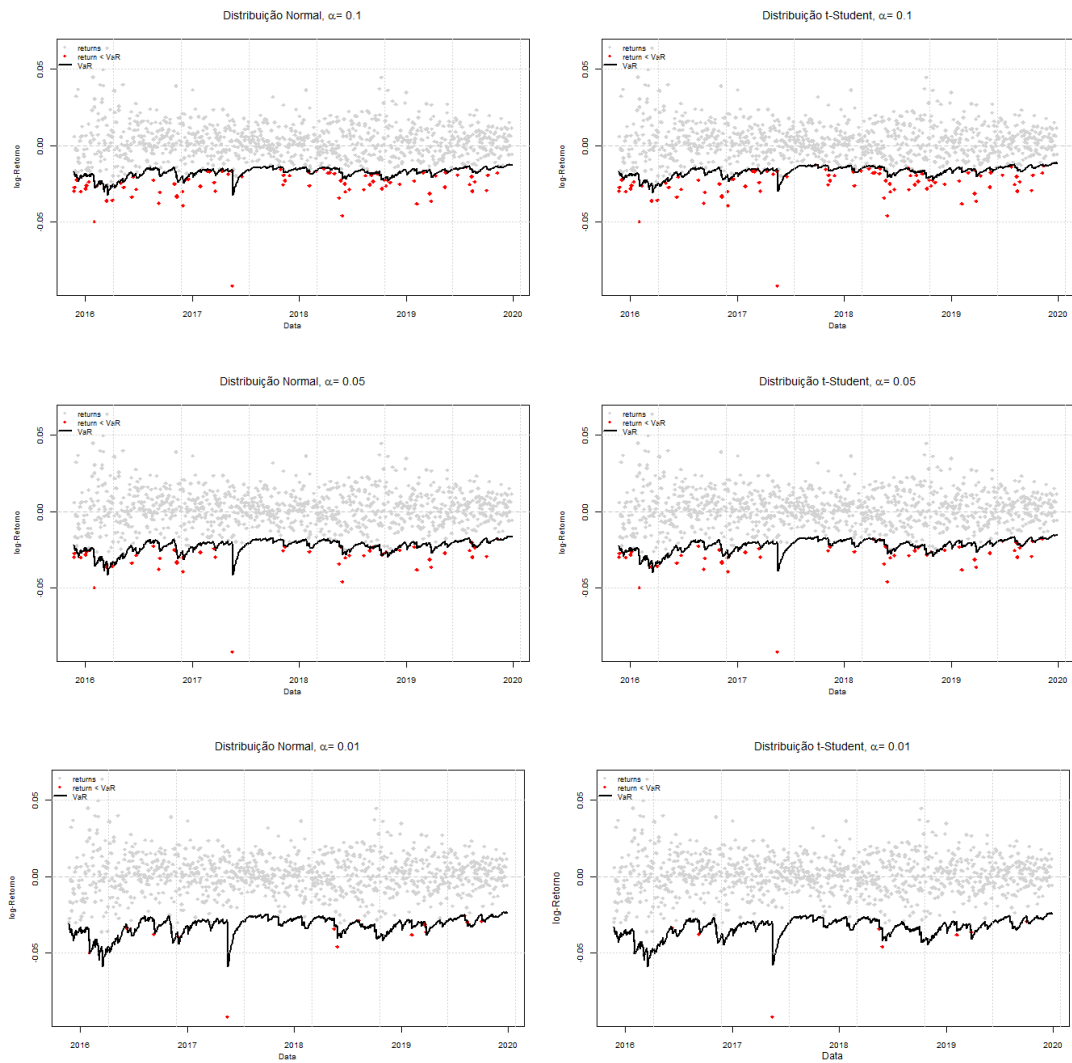 Distribuição Normal, α= 0.1
returns
return < VaR
VaR
0.05
0.00
-0.05
log-Retorno
2016 2017 2018 2019 2020
Data
Distribuição t-Student, α= 0.1
returns
return < VaR
VaR
0.05
0.00
-0.05
log-Retorno
2016 2017 2018 2019 2020
Data
Distribuição Normal, α= 0.05
returns
return < VaR
VaR
0.05
0.00
-0.05
log-Retorno
2016 2017 2018 2019 2020
Data
Distribuição t-Student, α= 0.05
returns
return < VaR
VaR
0.05
0.00
-0.05
log-Retorno
2016 2017 2018 2019 2020
Data
Distribuição Normal, α= 0.01
returns
return < VaR
VaR
0.05
0.00
-0.05
log-Retorno
2016 2017 2018 2019 2020
Data
Distribuição t-Student, α= 0.01
returns
return < VaR
VaR
0.05
0.00
-0.05
log-Retorno
2016 2017 2018 2019 2020
Data